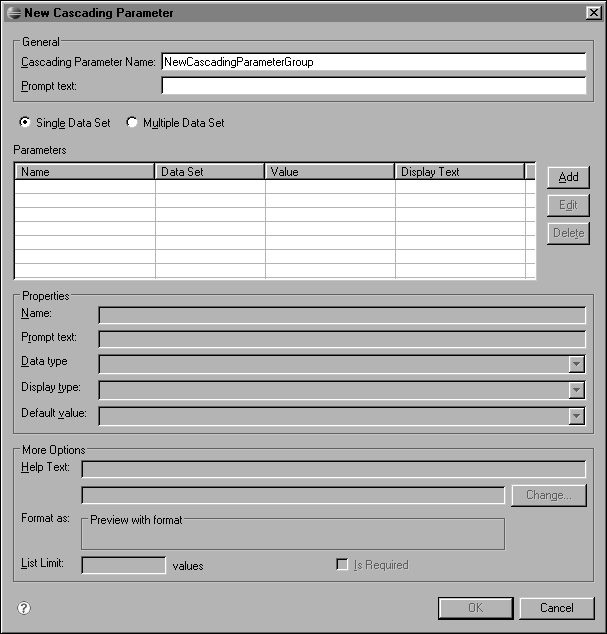 New Cascading Parameter
General
Cascading Parameter Name: NewCascadingParameterGroup
Prompt text:
Single Data Set Multiple Data Set
Parameters
Name Data Set Value Display Text
Add
Edit
Delete
Properties
Name:
Prompt text:
Data type
Display type:
Default value:
More Options
Help Text:
Change...
Format as: Preview with format
List Limit: values Is Required
? OK Cancel